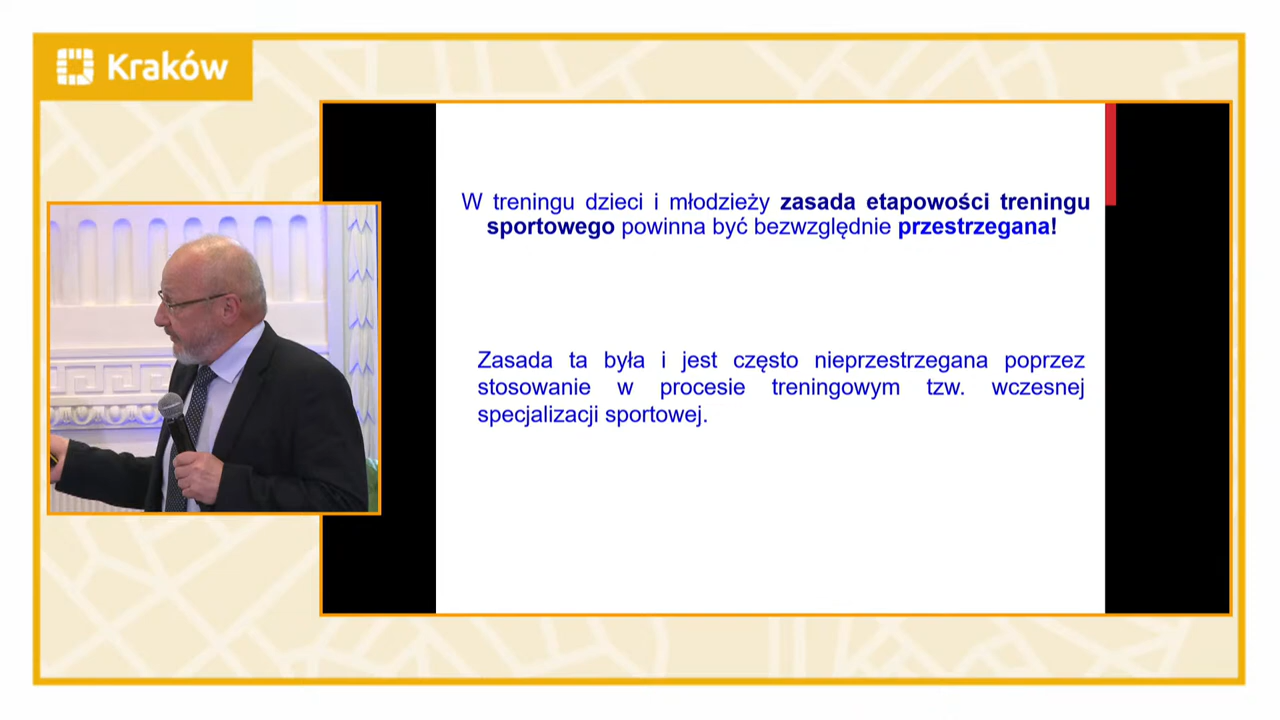 Kraków
W treningu dzieci i młodzieży zasada etapowości treningu
sportowego powinna być bezwzględnie przestrzegana!
Zasada ta była i jest często nieprzestrzegana poprzez
stosowanie w procesie treningowym tzw. wczesnej
specjalizacji sportowej.